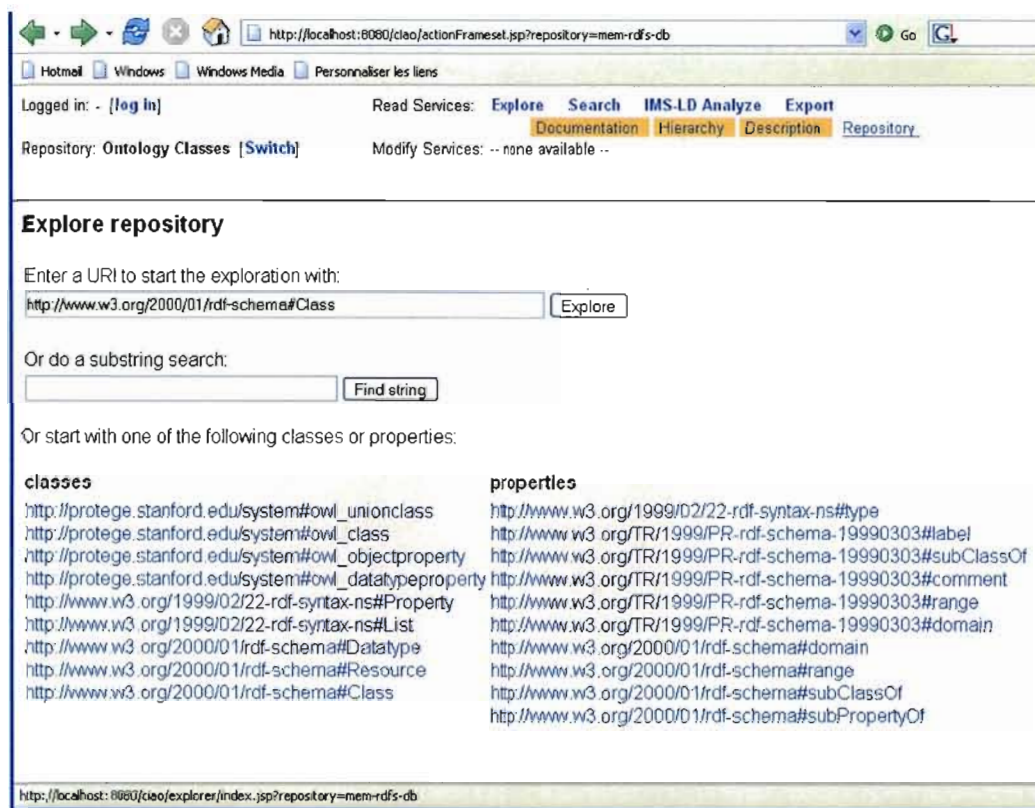 http://localhost:8080/ciao/actionFrameset.jsp?repository=mem-rdfs-db Go G
Hotmail Windows Windows Media Personnaliser les liens
Logged in: - [log in] Read Services: Explore Search IMS-LD Analyze Export
Documentation Hierarchy Description Repository
Repository: Ontology Classes [Switch] Modify Services: -- none available --
Explore repository
Enter a URI to start the exploration with:
http://www.w3.org/2000/01/rdf-schema#Class Explore
Or do a substring search:
Find string
Or start with one of the following classes or properties:
classes properties
http://protege.stanford.edu/system#owl_unionclass http://www.w3.org/1999/02/22-rdf-syntax-ns#type
http://protege.stanford.edu/system#owl_class http://www.w3.org/TR/1999/PR-rdf-schema-19990303#label
http://protege.stanford.edu/system#owl_objectproperty http://www.w3.org/TR/1999/PR-rdf-schema-19990303#subClassOf
http://protege.stanford.edu/system#owl_datatypeproperty http://www.w3.org/TR/1999/PR-rdf-schema-19990303#comment
http://www.w3.org/1999/02/22-rdf-syntax-ns#Property http://www.w3.org/TR/1999/PR-rdf-schema-19990303#range
http://www.w3.org/1999/02/22-rdf-syntax-ns#List http://www.w3.org/TR/1999/PR-rdf-schema-19990303#domain
http://www.w3.org/2000/01/rdf-schema#Datatype http://www.w3.org/2000/01/rdf-schema#domain
http://www.w3.org/2000/01/rdf-schema#Resource http://www.w3.org/2000/01/rdf-schema#range
http://www.w3.org/2000/01/rdf-schema#Class http://www.w3.org/2000/01/rdf-schema#subClassOf
http://www.w3.org/2000/01/rdf-schema#subPropertyOf
http://localhost:8080/ciao/explorer/index.jsp?repository=mem-rdfs-db